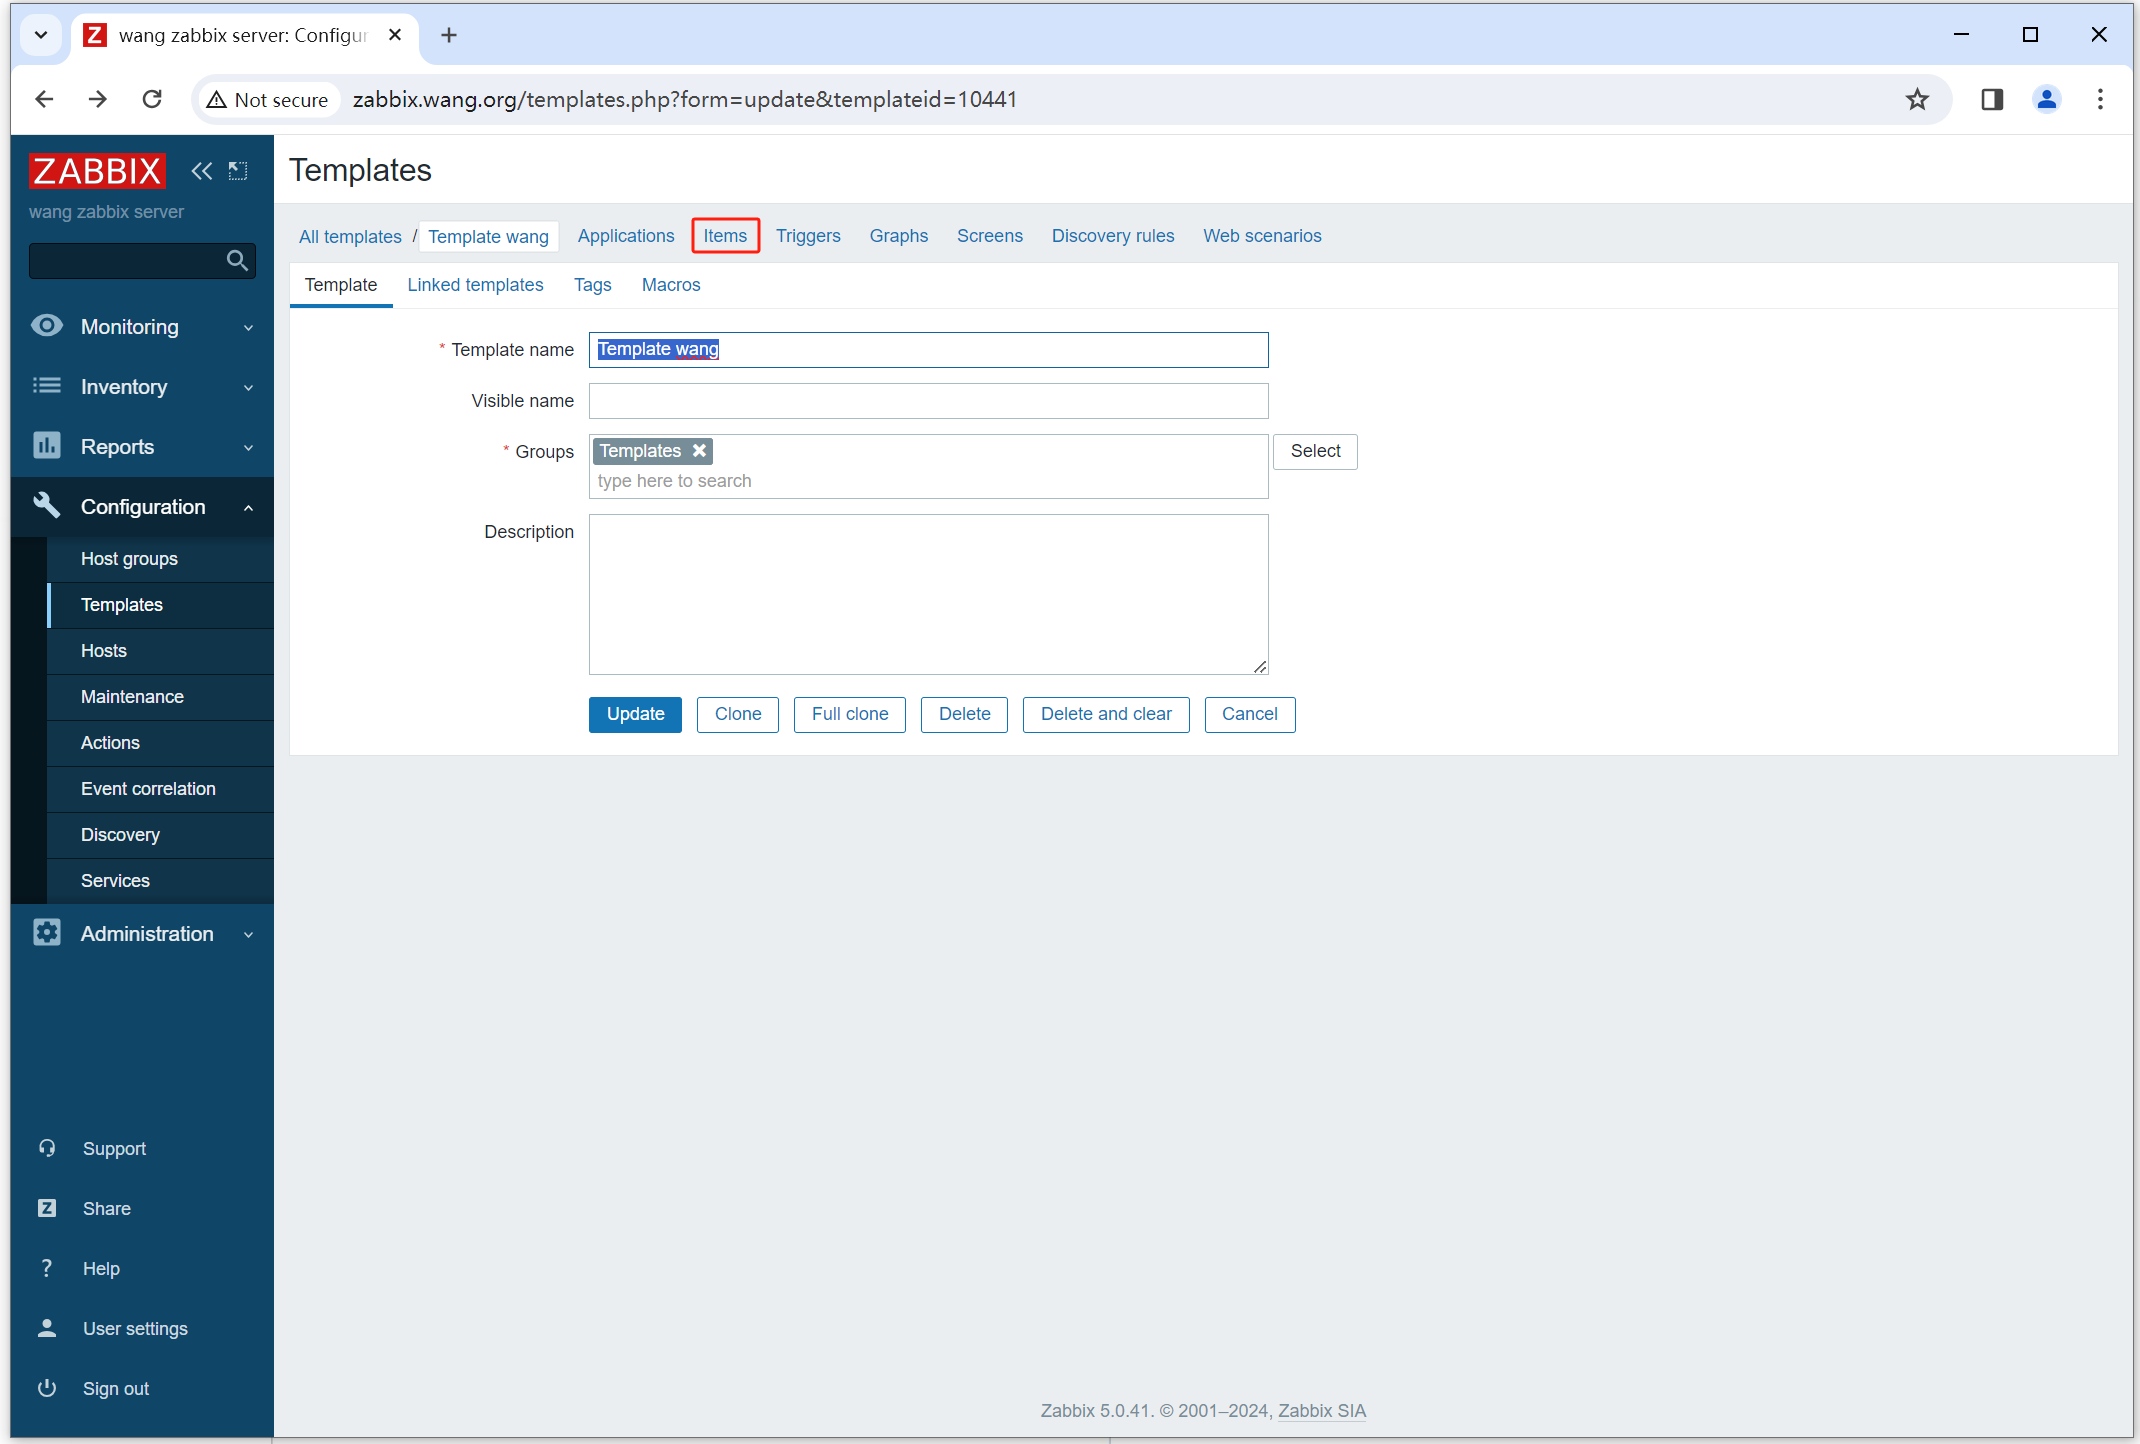 wang zabbix server: Configur
Not secure
zabbix.wang.org/templates.php?form=update&templateid=10441
ZABBIX
wang zabbix server
Monitoring
Inventory
Reports
Configuration
Host groups
Templates
Hosts
Maintenance
Actions
Event correlation
Discovery
Services
Administration
Support
Share
Help
User settings
Sign out
Templates
All templates / Template wang Applications Items Triggers Graphs Screens Discovery rules Web scenarios
Template Linked templates Tags Macros
* Template name Template wang
Visible name
* Groups Templates Select
type here to search
Description
Update Clone Full clone Delete Delete and clear Cancel
Zabbix 5.0.41. © 2001–2024, Zabbix SIA